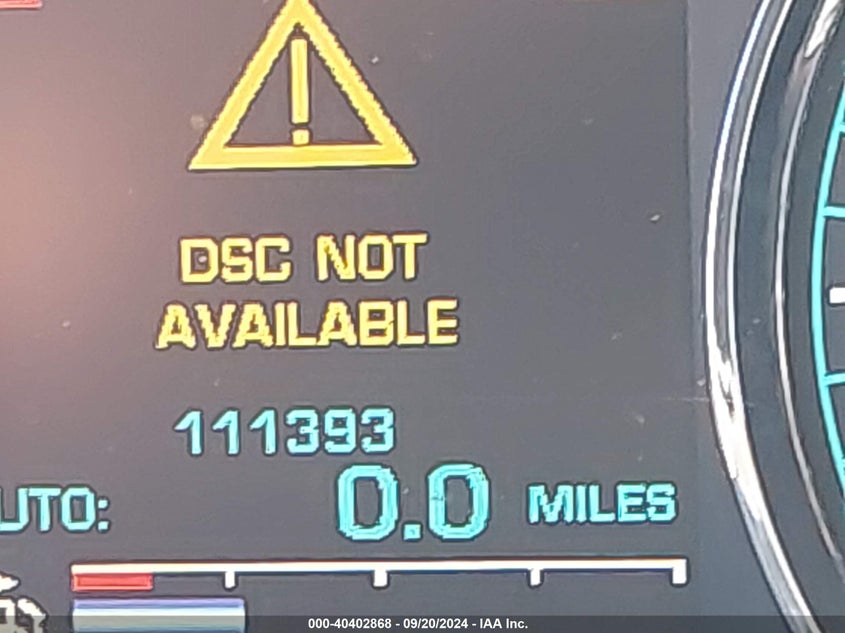 DSC NOT
AVAILABLE
111393
UTO: 0.0 MILES
000-40402868 - 09/20/2024 - IAA Inc.